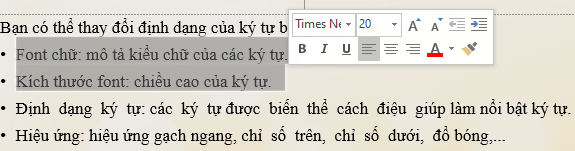 Bạn có thể thay đổi định dạng của ký tự b
Times Ne 20
• Font chữ: mô tả kiểu chữ của các ký tự.
B I U A
• Kích thước font: chiều cao của ký tự.
• Định dạng ký tự: các ký tự được biến thể cách điệu giúp làm nổi bật ký tự.
• Hiệu ứng: hiệu ứng gạch ngang, chỉ số trên, chỉ số dưới, đổ bóng,...